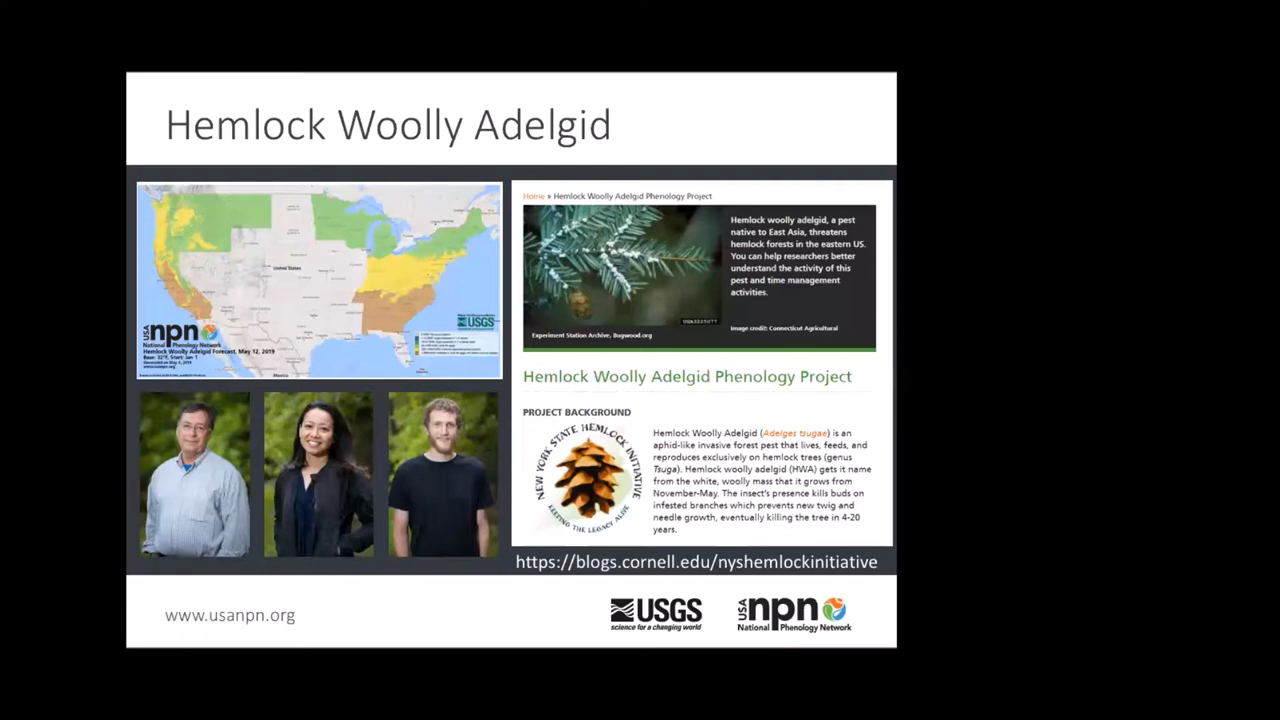 Hemlock Woolly Adelgid
United States
Mexico
USA npn
National Phenology Network
Hemlock Woolly Adelgid Forecast, May 12, 2019
Base: 32°F, Start: Jan 1
www.usanpn.org
USGS
Home » Hemlock Woolly Adelgid Phenology Project
Hemlock woolly adelgid, a pest
native to East Asia, threatens
hemlock forests in the eastern US.
You can help researchers better
understand the activity of this
pest and time management
activities.
Image credit: Connecticut Agricultural
Experiment Station Archive, Bugwood.org
Hemlock Woolly Adelgid Phenology Project
PROJECT BACKGROUND
NEW YORK STATE HEMLOCK INITIATIVE
KEEPING THE LEGACY ALIVE
Hemlock Woolly Adelgid (Adelges tsugae) is an
aphid-like invasive forest pest that lives, feeds, and
reproduces exclusively on hemlock trees (genus
Tsuga). Hemlock woolly adelgid (HWA) gets it name
from the white, woolly mass that it grows from
November-May. The insect's presence kills buds on
infested branches which prevents new twig and
needle growth, eventually killing the tree in 4-20
years.
https://blogs.cornell.edu/nyshemlockinitiative
www.usanpn.org
USGS
science for a changing world
USA npn
National Phenology Network